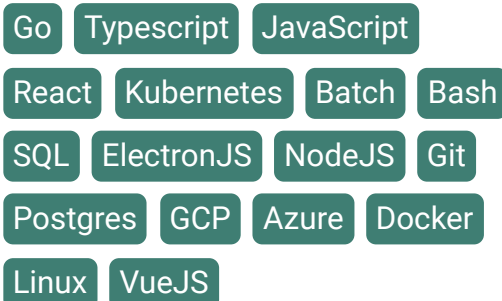 Go Typescript JavaScript
React Kubernetes Batch Bash
SQL ElectronJS NodeJS Git
Postgres GCP Azure Docker
Linux VueJS